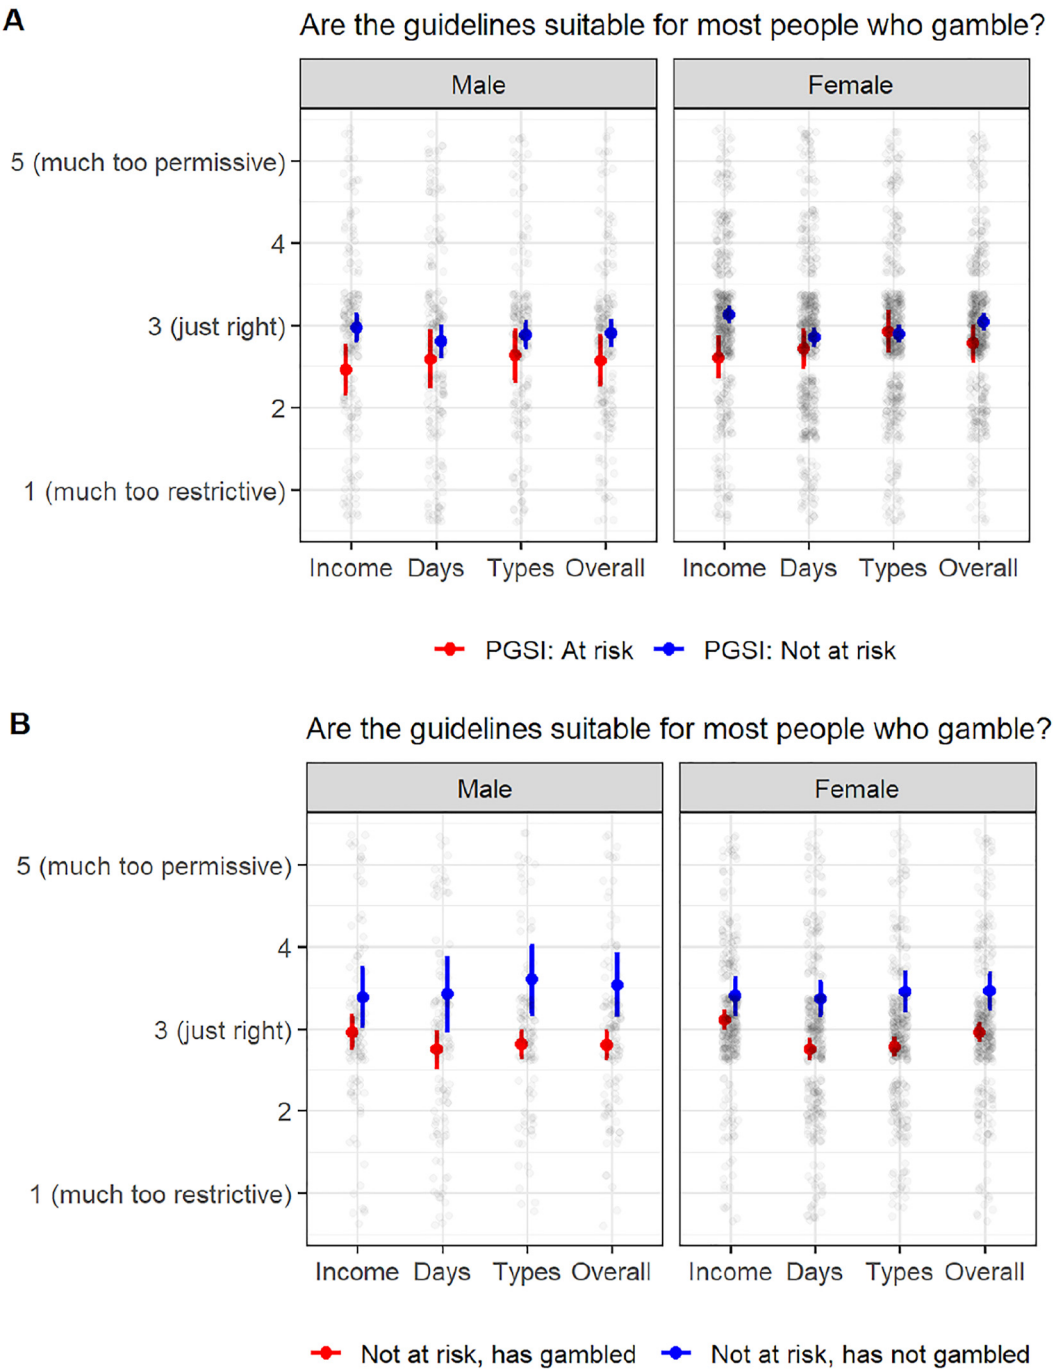 A
Are the guidelines suitable for most people who gamble?
Male Female
5 (much too permissive)
4
3 (just right)
2
1 (much too restrictive)
Income Days Types Overall Income Days Types Overall
PGSI: At risk PGSI: Not at risk
B
Are the guidelines suitable for most people who gamble?
Male Female
5 (much too permissive)
4
3 (just right)
2
1 (much too restrictive)
Income Days Types Overall Income Days Types Overall
Not at risk, has gambled Not at risk, has not gambled